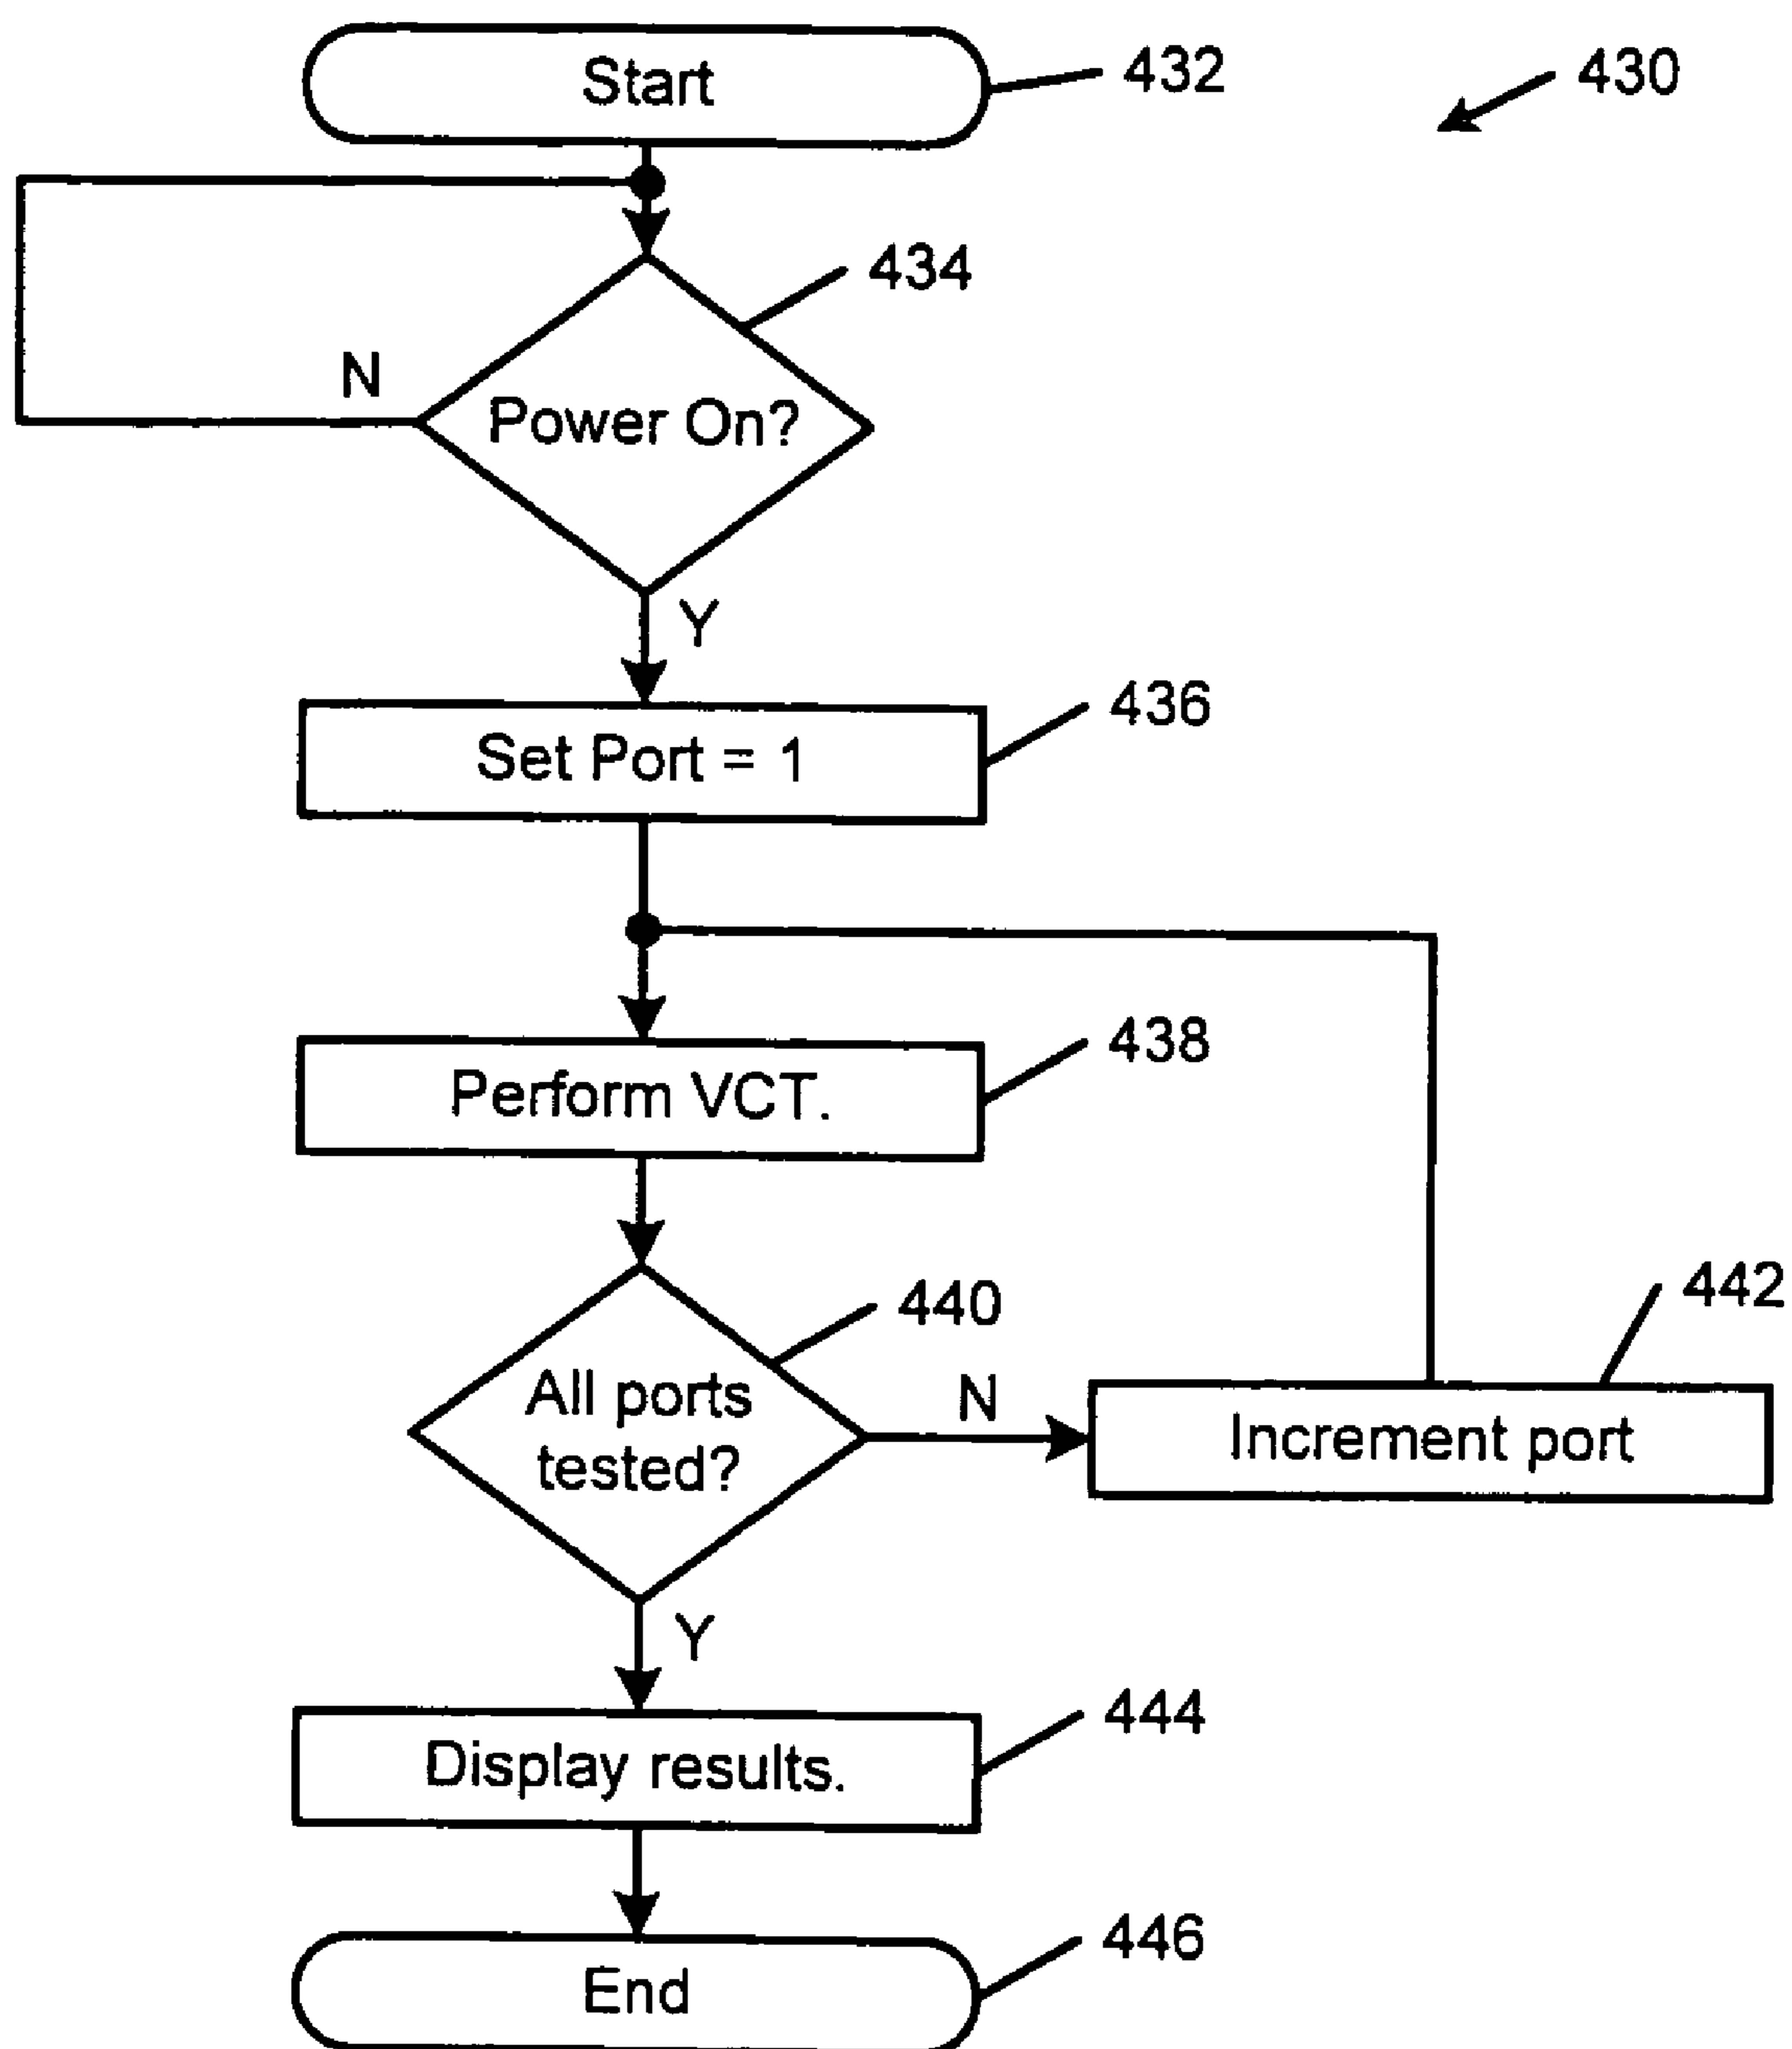 Start
432
430
434
N
Power On?
Y
436
Set Port = 1
438
Perform VCT.
440
442
All ports
tested?
N
Increment port
Y
444
Display results.
446
End